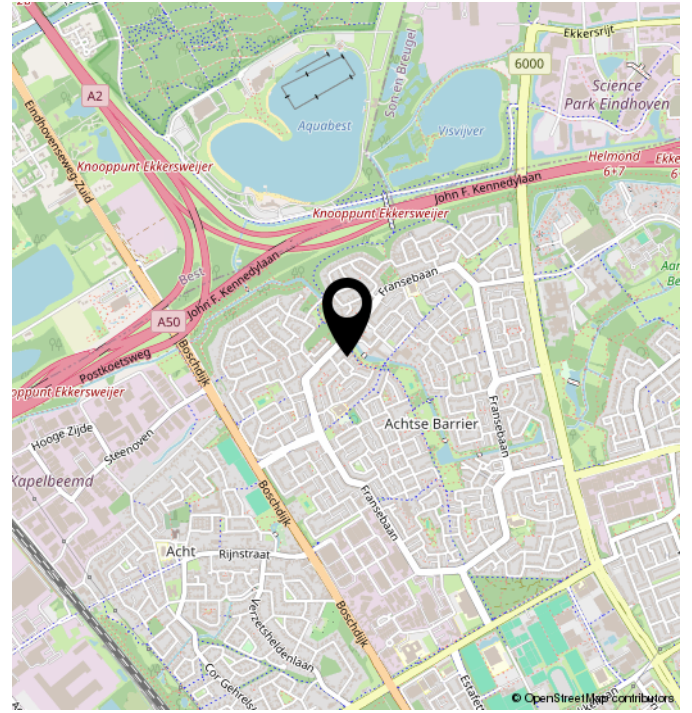 Ekkersrijt
6000
Science
Park Eindhoven
A2
Son en Breugel
Aquabest
Visvijver
Eindhovenseweg-Zuid
Knooppunt Ekkersweijer
Helmond
6+7
John F. Kennedylaan
Knooppunt Ekkersweijer
Best
John F. Kennedylaan
Fransebaan
A50
Postkoetsweg
Boschdijk
Hooge Zijde
Steenoven
Achtse Barrier
Fransebaan
Kapelbeemd
Boschdijk
Fransebaan
Acht
Rijnstraat
Verzetsheldenlaan
Boschdijk
© OpenStreetMap contributors